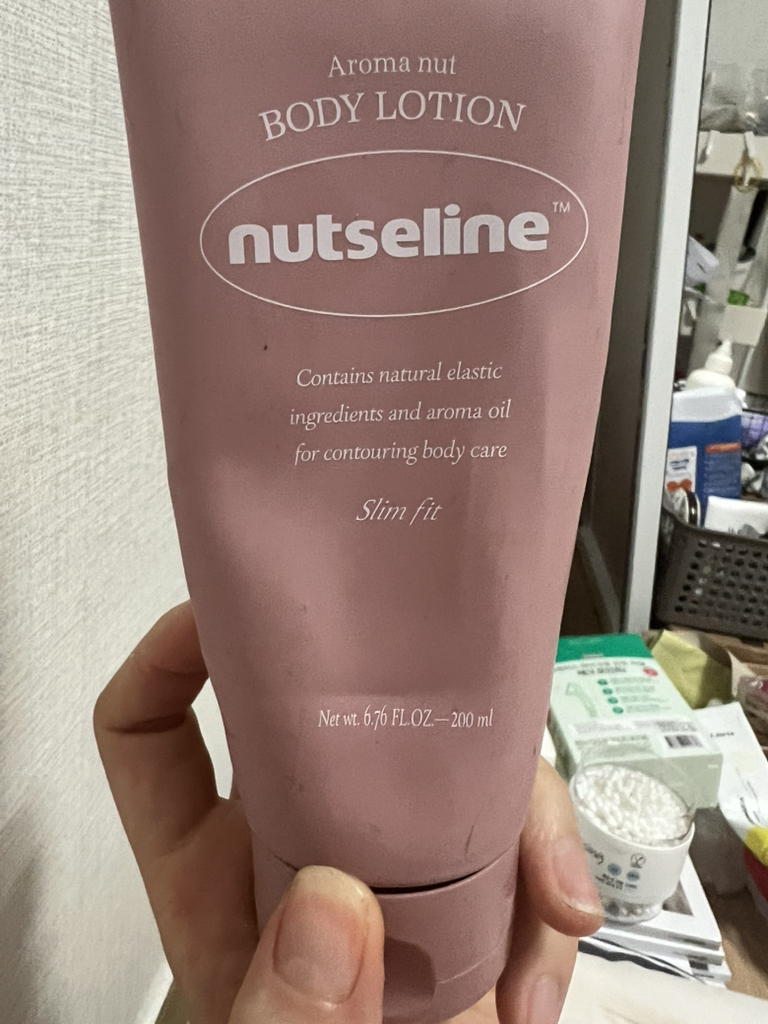 Aroma nut
BODY LOTION
nutseline™
Contains natural elastic
ingredients and aroma oil
for contouring body care
Slim fit
Net wt. 6.76 FL.OZ.—200 ml